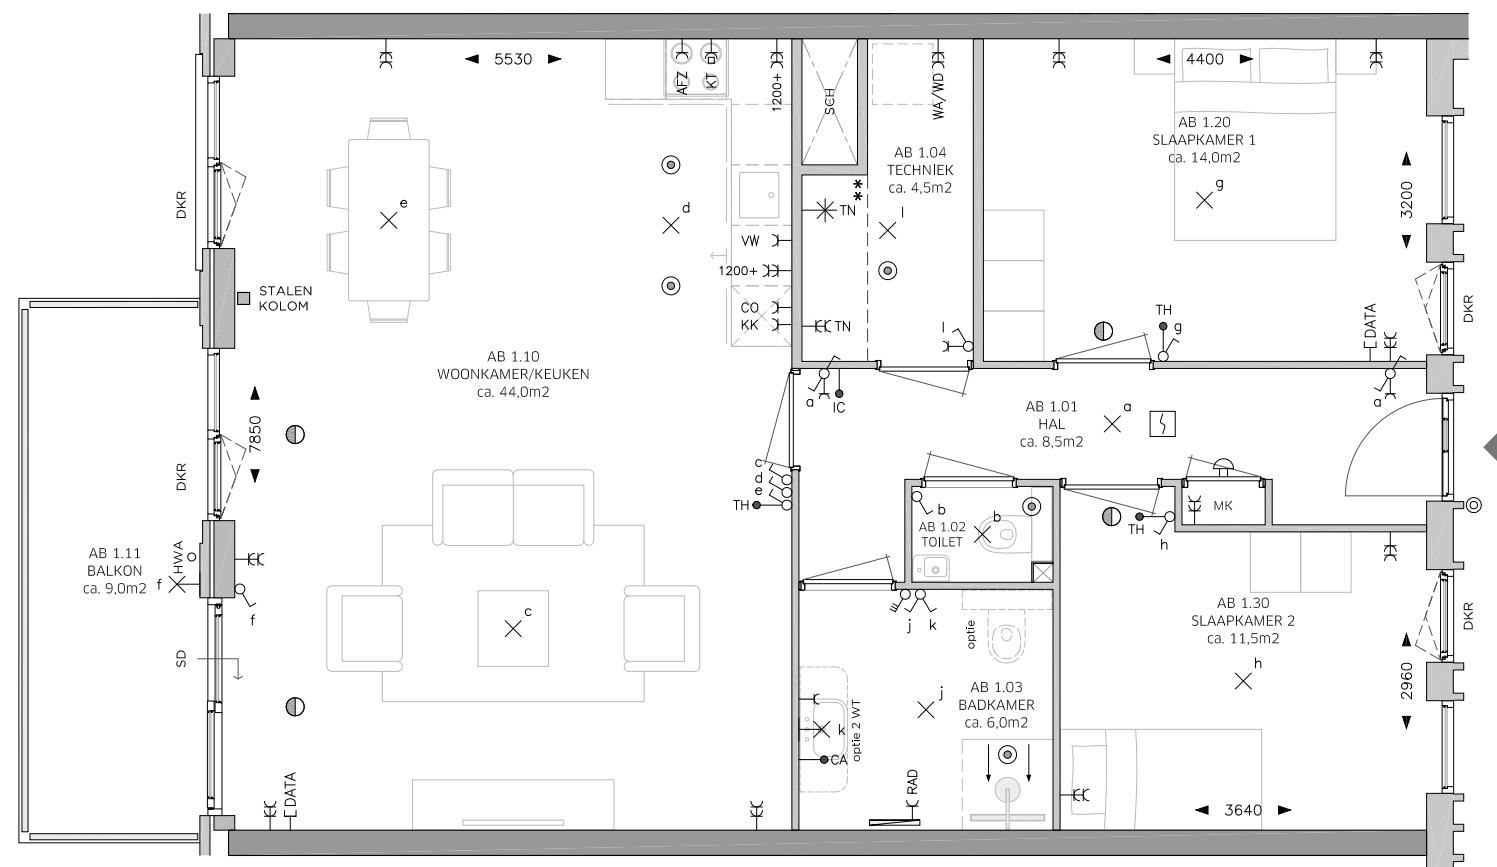 5530
AFZ
KT
1200+
SCH
WA/WD
4400
AB 1.20
SLAAPKAMER 1
ca. 14,0m2
g
3200
AB 1.04
TECHNIEK
ca. 4,5m2
**
TN
l
e
d
DKR
VW
1200+
CO
KK
TN
STALEN
KOLOM
l
TH
g
DATA
DKR
AB 1.10
WOONKAMER/KEUKEN
ca. 44,0m2
7850
a
IC
AB 1.01
HAL
ca. 8,5m2
a
a
DKR
c
d
e
TH
b
AB 1.02
TOILET
b
TH
h
MK
AB 1.11
BALKON
ca. 9,0m2
HWA
f
f
c
SD
j
k
optie
AB 1.30
SLAAPKAMER 2
ca. 11,5m2
h
DKR
2960
AB 1.03
BADKAMER
ca. 6,0m2
j
k
optie 2 WT
CA
RAD
DATA
3640